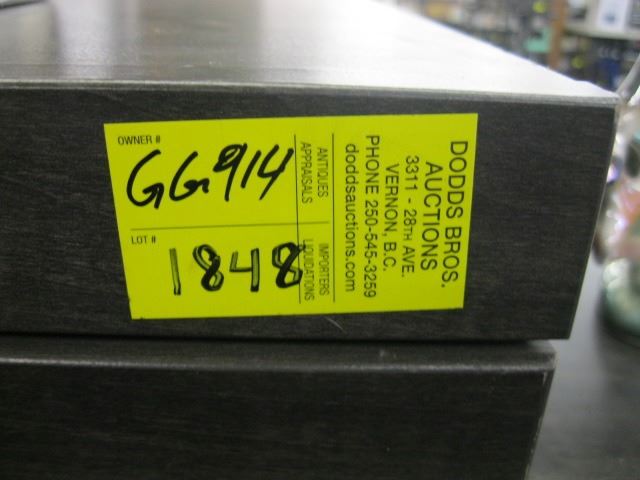 OWNER #
GG914
LOT #
1848
ANTIQUES
APPRAISALS
IMPORTERS
LIQUIDATIONS
DODDS BROS.
AUCTIONS
3311 - 28TH AVE.
VERNON, B.C.
PHONE 250-545-3259
doddsauctions.com